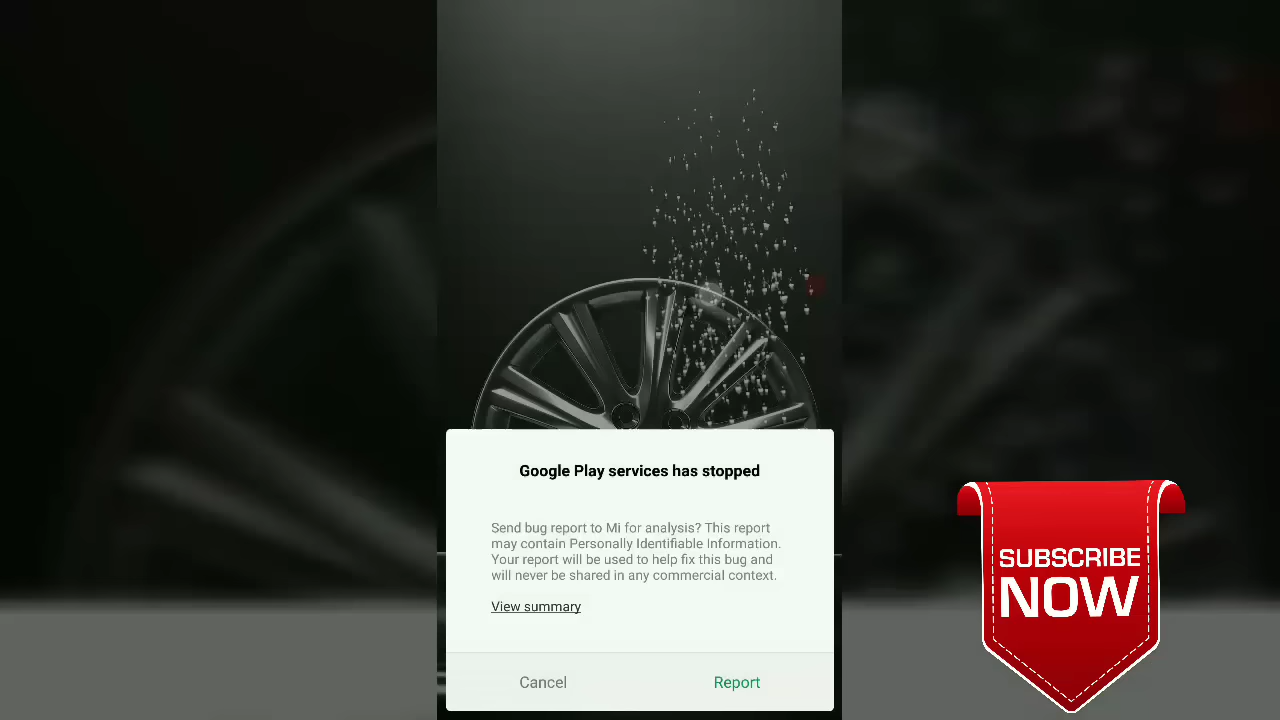 Google Play services has stopped
Send bug report to Mi for analysis? This report
may contain Personally Identifiable Information.
Your report will be used to help fix this bug and
will never be shared in any commercial context.
View summary
Cancel
Report
SUBSCRIBE
NOW